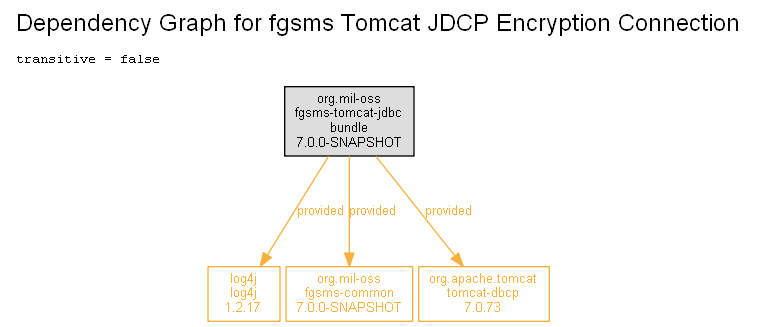 Dependency Graph for fgsms Tomcat JDCP Encryption Connection
transitive = false
org.mil-oss
fgsms-tomcat-jdbc
bundle
7.0.0-SNAPSHOT
provided
provided
provided
log4j
log4j
1.2.17
org.mil-oss
fgsms-common
7.0.0-SNAPSHOT
org.apache.tomcat
tomcat-dbcp
7.0.73